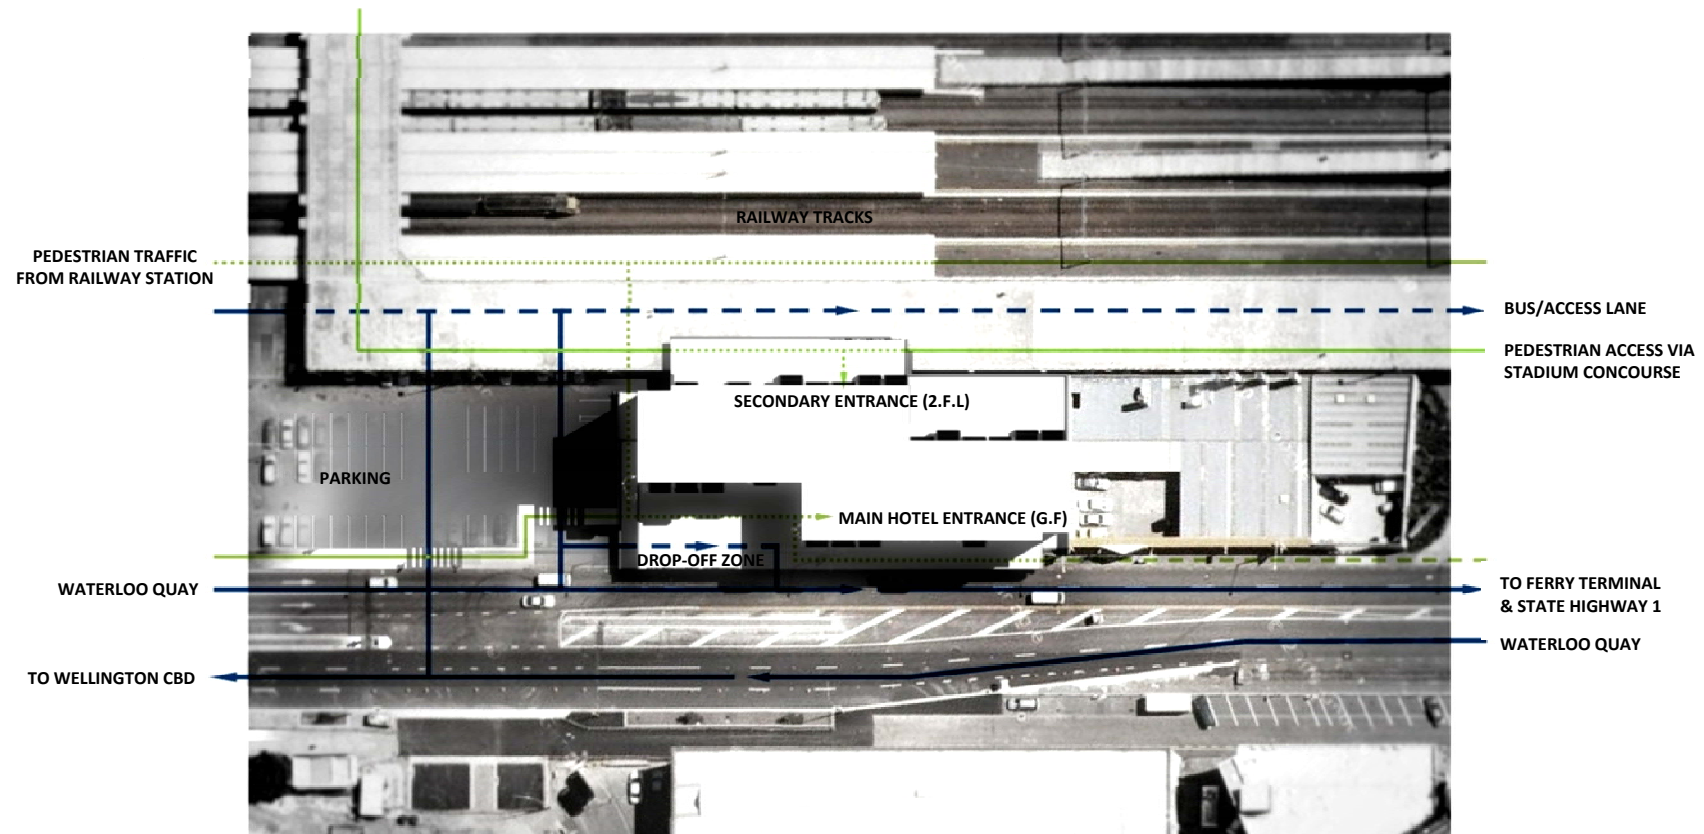 RAILWAY TRACKS
PEDESTRIAN TRAFFIC
FROM RAILWAY STATION
BUS/ACCESS LANE
PEDESTRIAN ACCESS VIA
STADIUM CONCOURSE
SECONDARY ENTRANCE (2.F.L)
PARKING
MAIN HOTEL ENTRANCE (G.F)
DROP-OFF ZONE
WATERLOO QUAY
TO FERRY TERMINAL
& STATE HIGHWAY 1
WATERLOO QUAY
TO WELLINGTON CBD